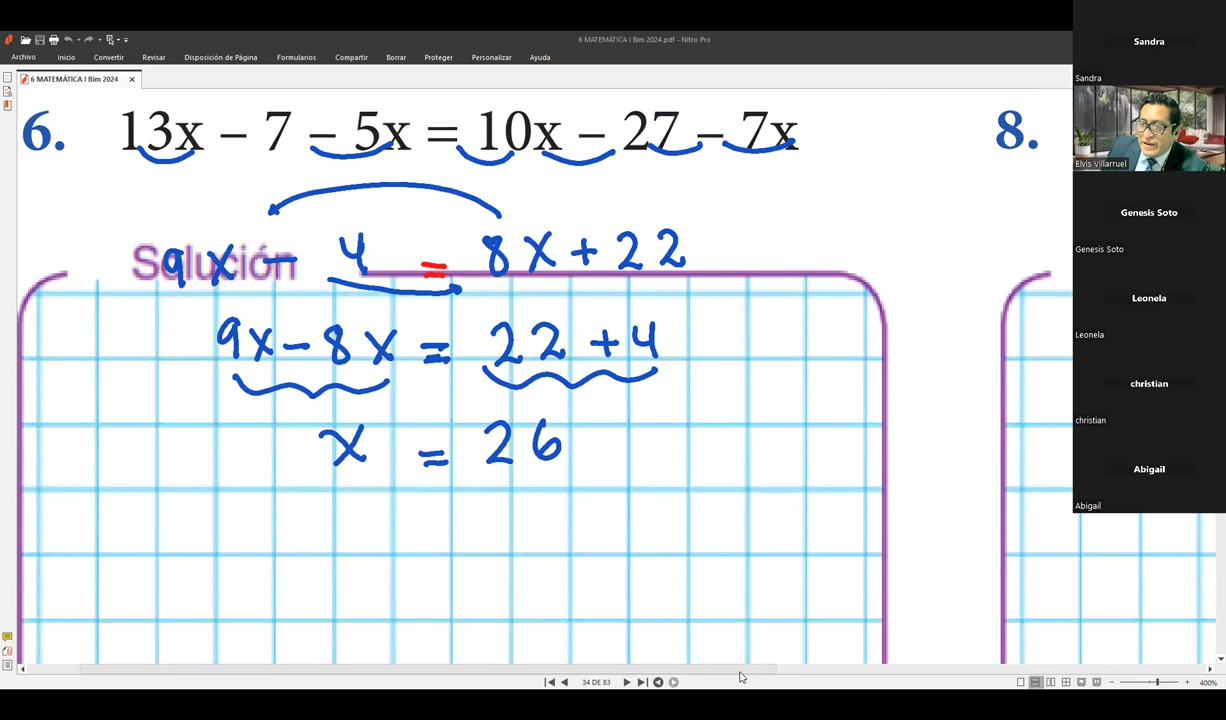 6 MATEMÁTICA I Bim 2024.pdf - Nitro Pro
Archivo Inicio Convertir Revisar Disposición de Página Formularios Compartir Borrar Proteger Personalizar Ayuda
6 MATEMÁTICA I Bim 2024
6. 13x – 7 – 5x = 10x – 27 – 7x
8.
Solución
9x - 4 = 8x + 22
9x - 8x = 22 + 4
x = 26
34 DE 83
400%
Sandra
Sandra
Elvis Villarruel
Genesis Soto
Genesis Soto
Leonela
Leonela
christian
christian
Abigail
Abigail